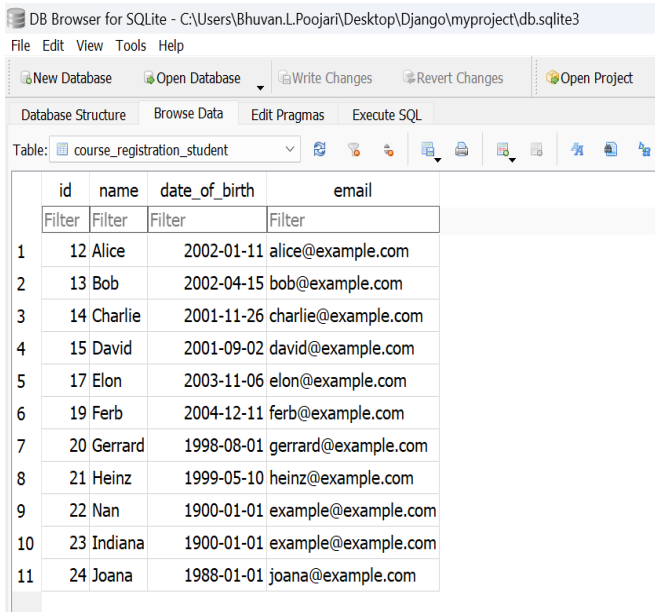 DB Browser for SQLite - C:\Users\Bhuvan.L.Poojari\Desktop\Django\myproject\db.sqlite3
File Edit View Tools Help
New Database Open Database Write Changes Revert Changes Open Project
Database Structure Browse Data Edit Pragmas Execute SQL
Table: course_registration_student
id name date_of_birth email
Filter Filter Filter Filter
1 12 Alice 2002-01-11 alice@example.com
2 13 Bob 2002-04-15 bob@example.com
3 14 Charlie 2001-11-26 charlie@example.com
4 15 David 2001-09-02 david@example.com
5 17 Elon 2003-11-06 elon@example.com
6 19 Ferb 2004-12-11 ferb@example.com
7 20 Gerrard 1998-08-01 gerrard@example.com
8 21 Heinz 1999-05-10 heinz@example.com
9 22 Nan 1900-01-01 example@example.com
10 23 Indiana 1900-01-01 example@example.com
11 24 Joana 1988-01-01 joana@example.com